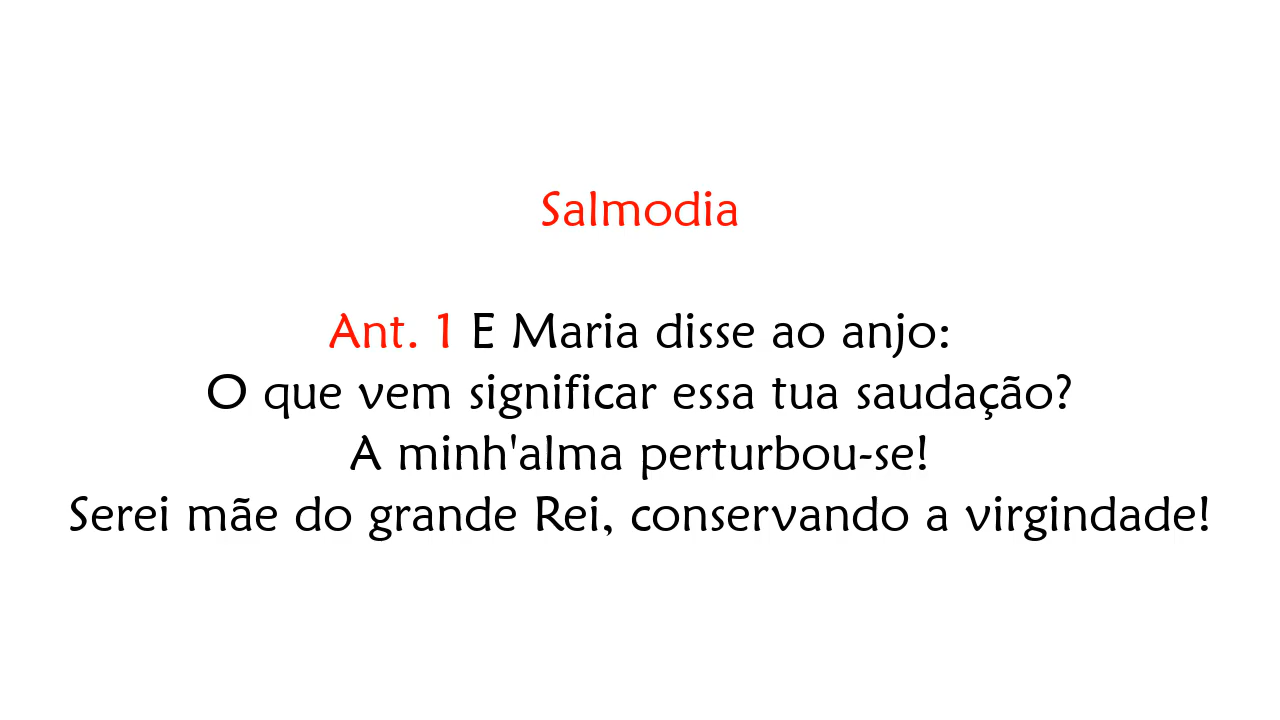 Salmodia
Ant. 1 E Maria disse ao anjo:
O que vem significar essa tua saudação?
A minh'alma perturbou-se!
Serei mãe do grande Rei, conservando a virgindade!